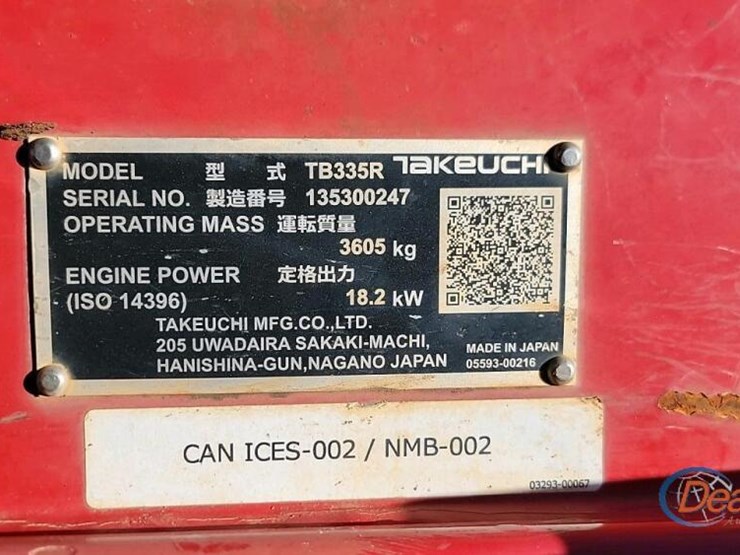 MODEL 型 式 TB335R TAKEUCHI
SERIAL NO. 製造番号 135300247
OPERATING MASS 運転質量
3605 kg
ENGINE POWER 定格出力
(ISO 14396) 18.2 kW
TAKEUCHI MFG.CO.,LTD.
205 UWADAIRA SAKAKI-MACHI,
HANISHINA-GUN,NAGANO JAPAN
MADE IN JAPAN
05593-00216
CAN ICES-002 / NMB-002
03293-00067